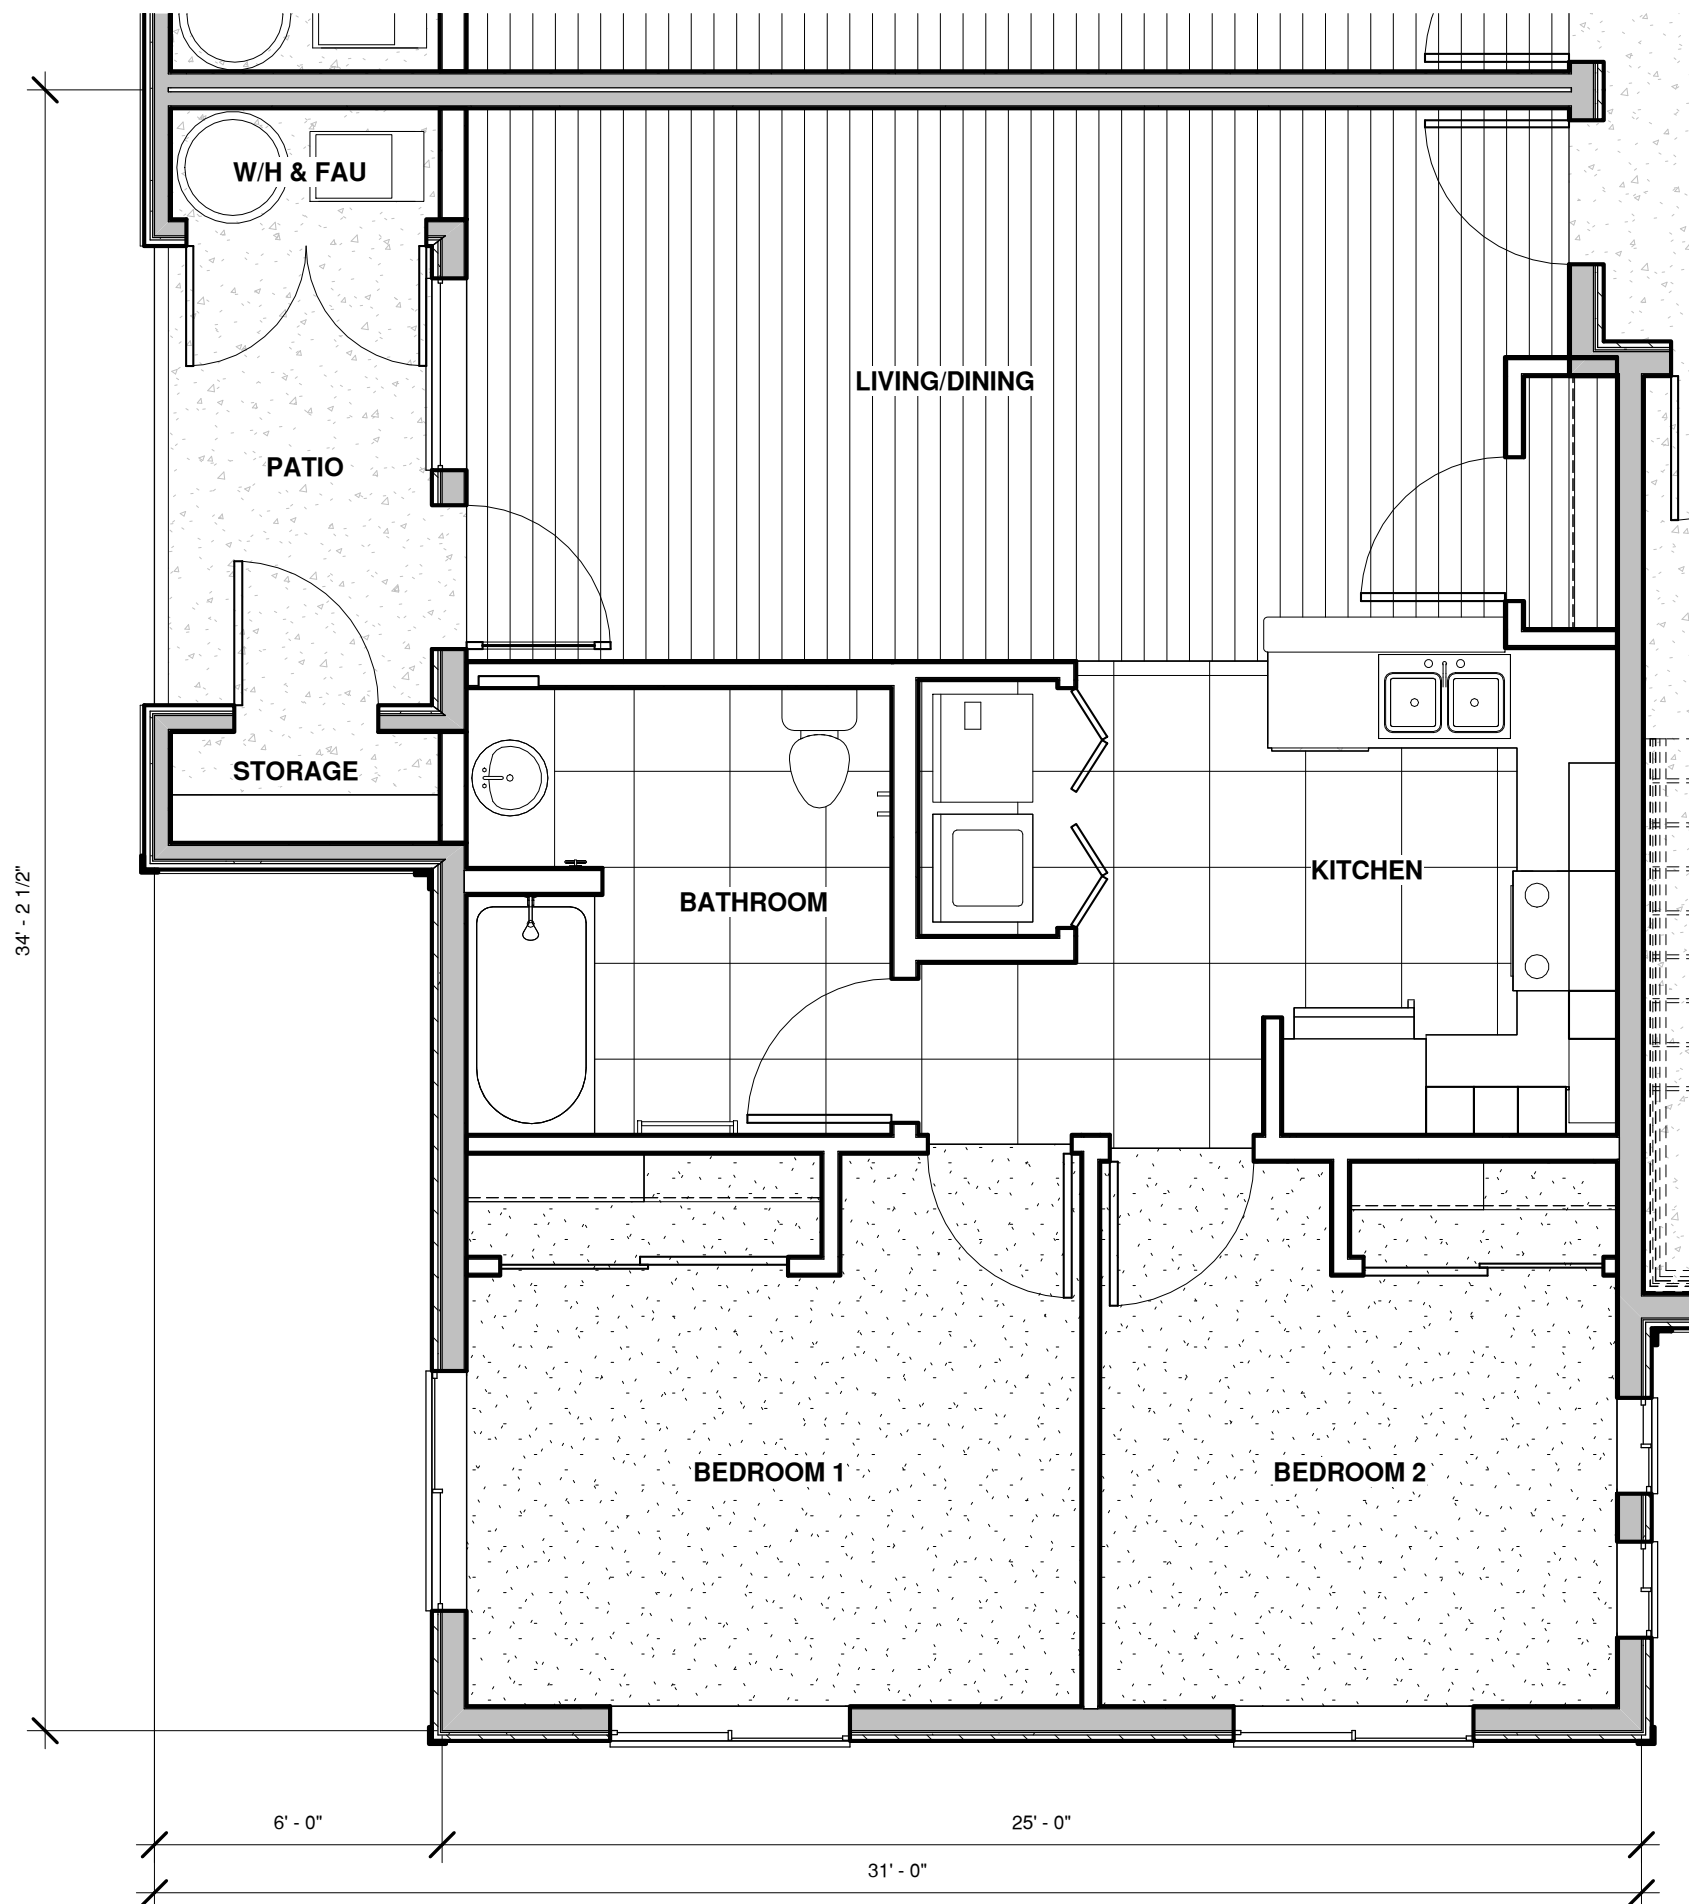 W/H & FAU
LIVING/DINING
PATIO
STORAGE
KITCHEN
BATHROOM
34' - 2 1/2"
BEDROOM 1
BEDROOM 2
6' - 0"
25' - 0"
31' - 0"